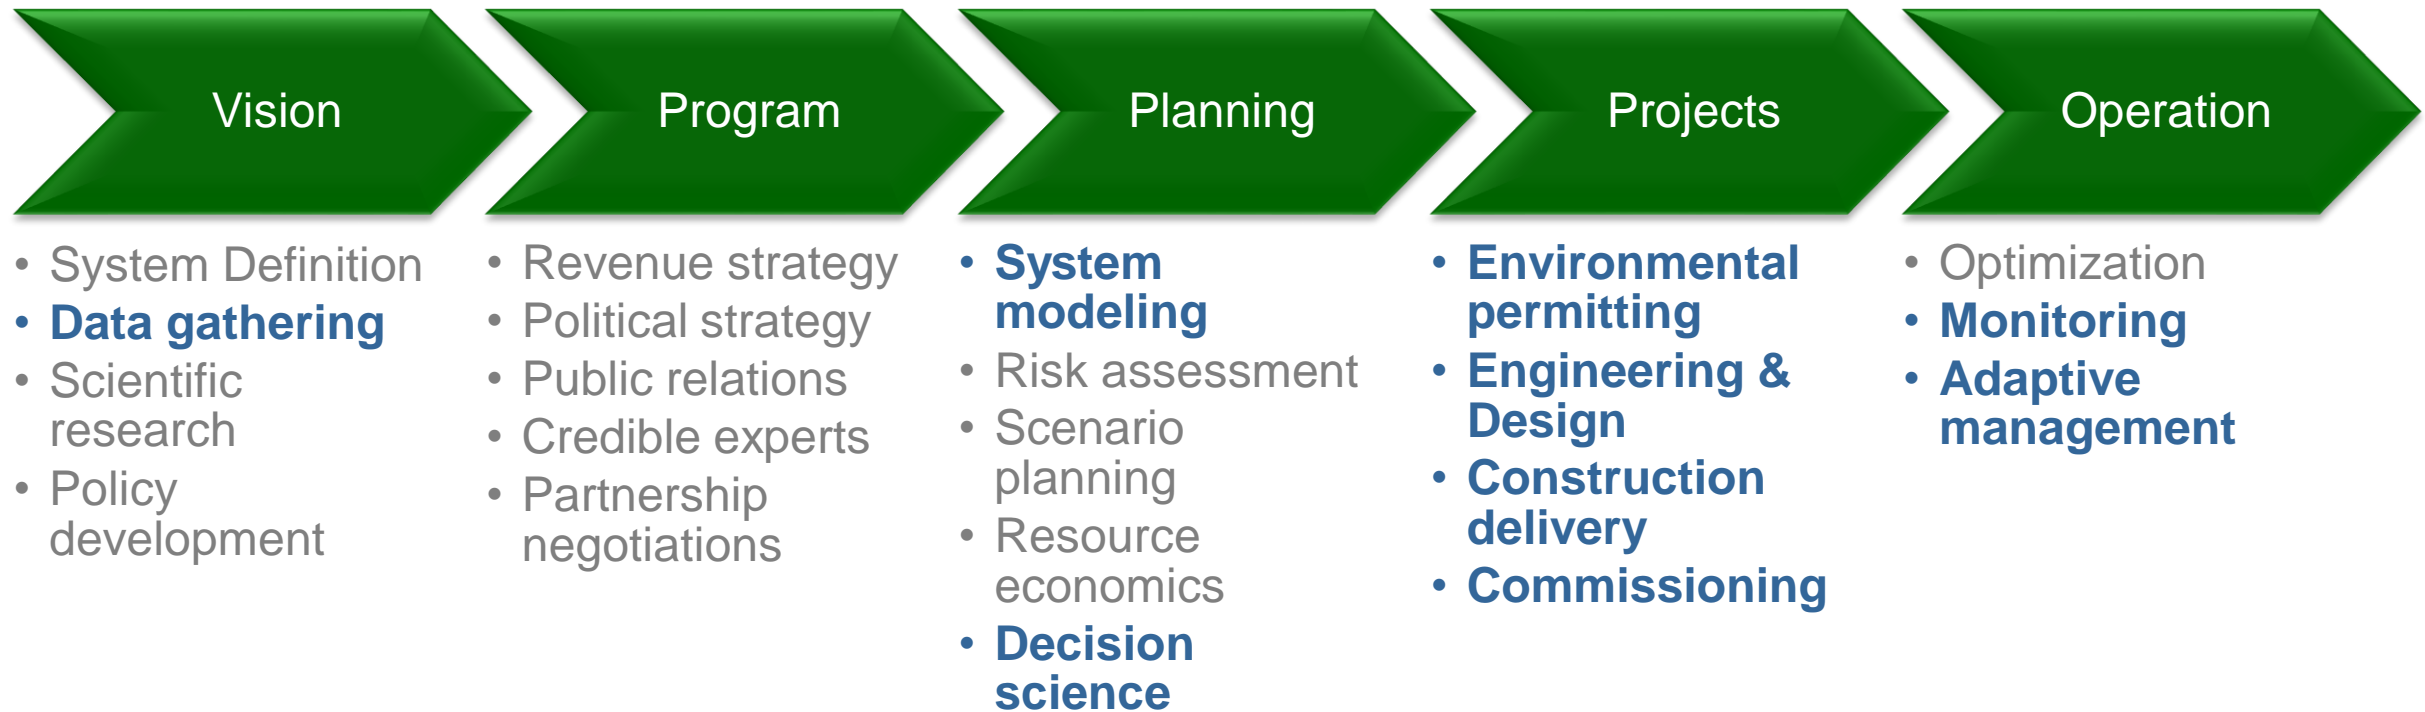 Vision
Program
Planning
Projects
Operation
• System Definition
• Data gathering
• Scientific
research
• Policy
development
• Revenue strategy
• Political strategy
• Public relations
• Credible experts
• Partnership
negotiations
• System
modeling
• Risk assessment
• Scenario
planning
• Resource
economics
• Decision
science
• Environmental
permitting
• Engineering &
Design
• Construction
delivery
• Commissioning
• Optimization
• Monitoring
• Adaptive
management